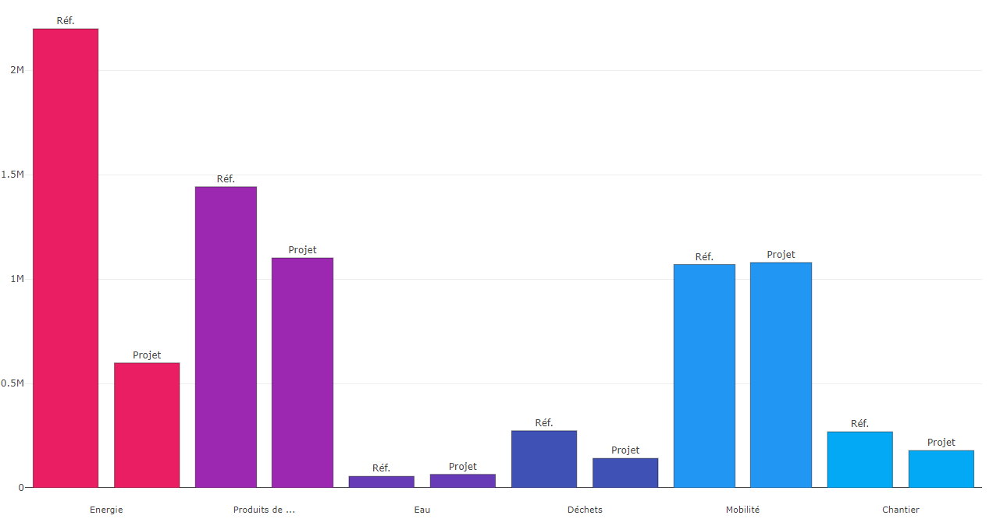 Réf.
2M
1.5M
Réf.
Projet
Réf.
Projet
1M
Projet
0.5M
Réf.
Réf.
Projet
Projet
Réf.
Projet
0
Energie
Produits de ...
Eau
Déchets
Mobilité
Chantier